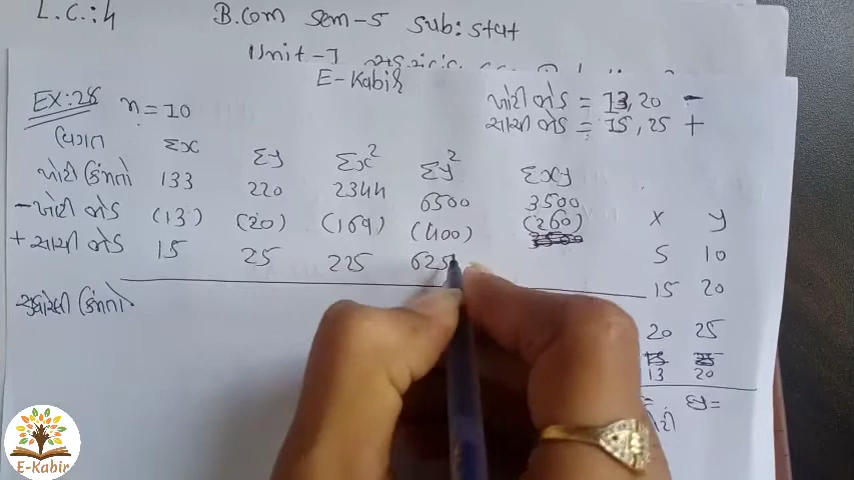 L.C.: 4 B.com sem-5 sub: stat
Unit-I
E-Kabir
EX:28 n = 10 ખોટી જોડ = 13, 20 -
સાચી જોડ = 15, 25 +
વિગત Σx Σy Σx² Σy² Σxy
ખોટી કિંમતો 133 220 2344 6500 3500
- ખોટી જોડ (13) (20) (169) (400) (260)
+ સાચી જોડ 15 25 225 625
સુધારેલી કિંમતો
x y
5 10
15 20
20 25
13 20
Σy=
E-Kabir